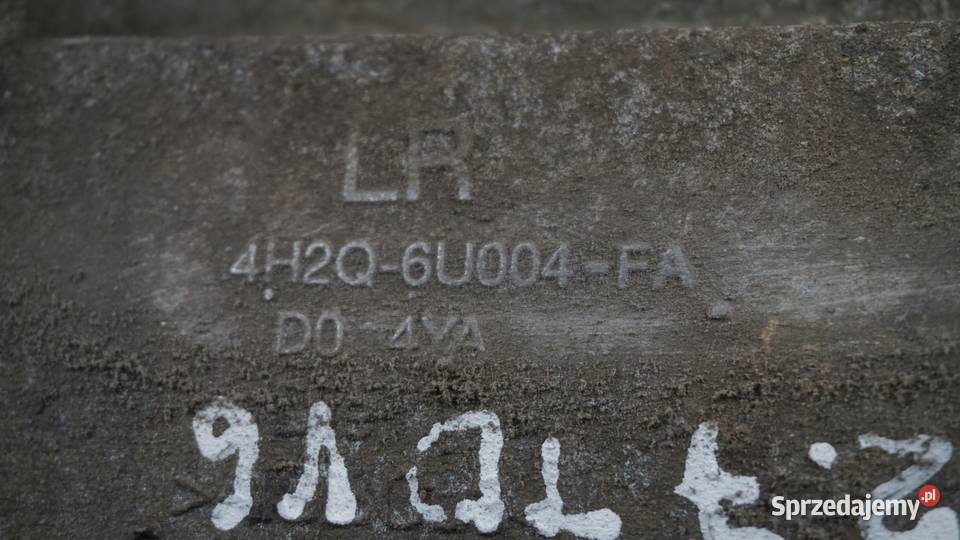 LR
4H2Q-6U004-FA
D0 4YA
Sprzedajemy.pl